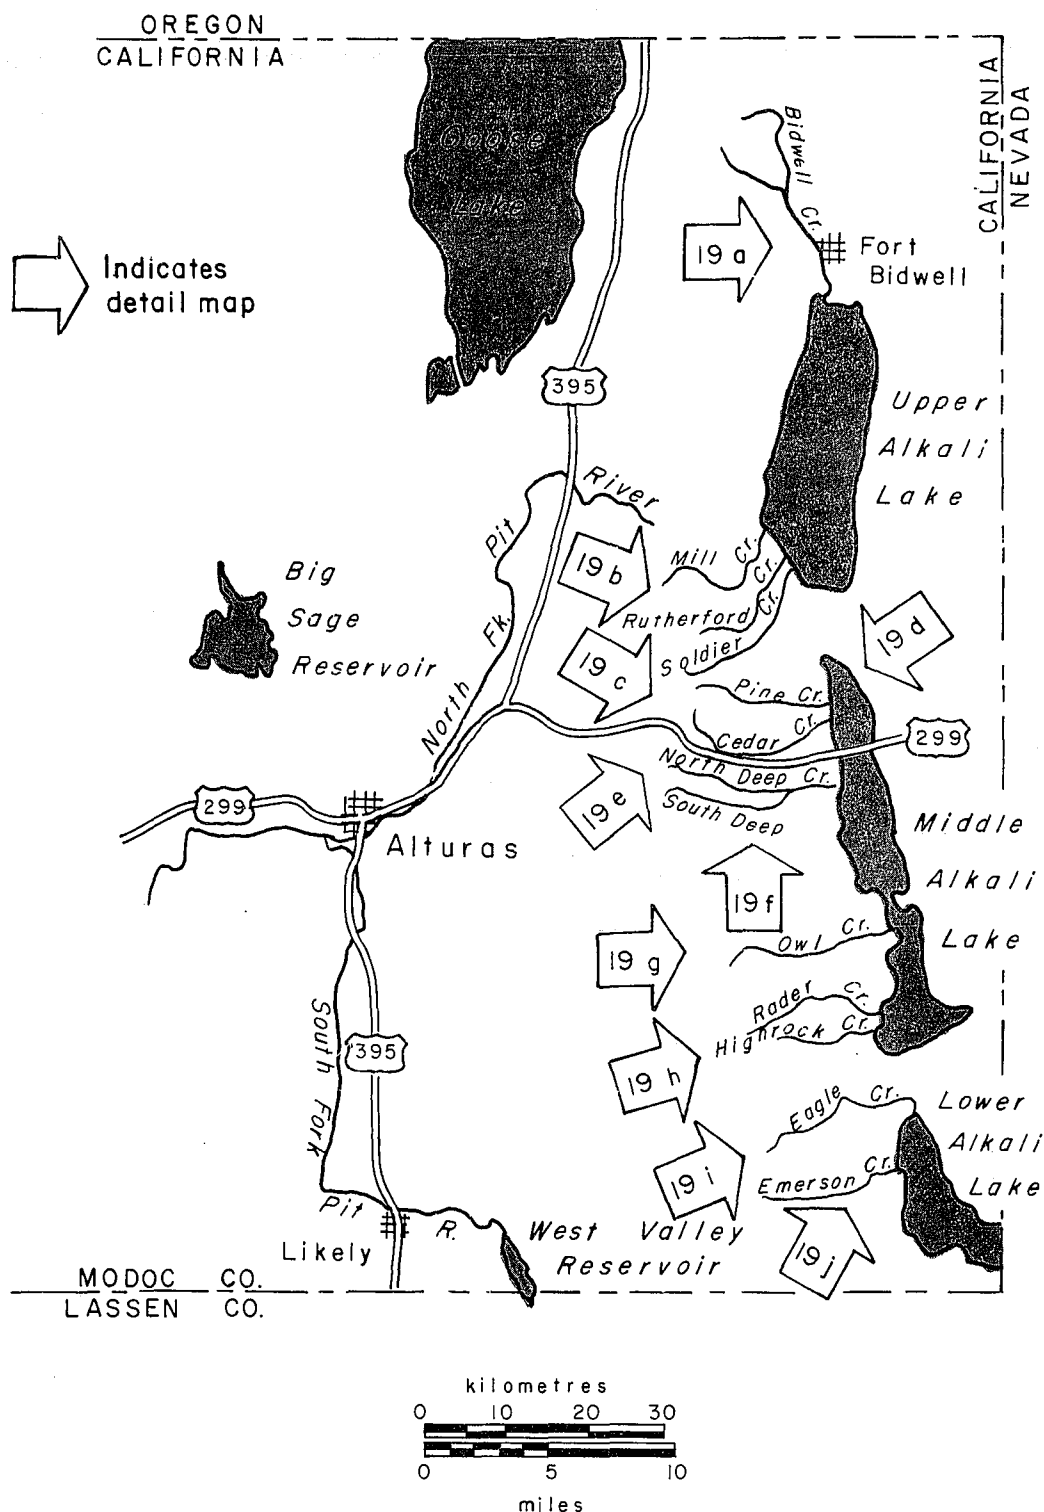 OREGON
CALIFORNIA
CALIFORNIA
NEVADA
Goose
Lake
Bidwell Cr.
19 a
Fort
Bidwell
Indicates
detail map
395
Upper
Alkali
Lake
River
Pit
Fk.
North
19 b
Mill Cr.
Rutherford Cr.
Soldier Cr.
19 c
19 d
Big
Sage
Reservoir
Pine Cr.
Cedar Cr.
299
North Deep Cr.
South Deep
19 e
299
Alturas
Middle
Alkali
Lake
19 f
Owl Cr.
19 g
Rader Cr.
Highrock Cr.
19 h
South Fork
395
Eagle Cr.
Lower
Alkali
Lake
19 i
Emerson Cr.
Pit R.
Likely
West Valley
Reservoir
19 j
MODOC CO.
LASSEN CO.
kilometres
0 10 20 30
0 5 10
miles